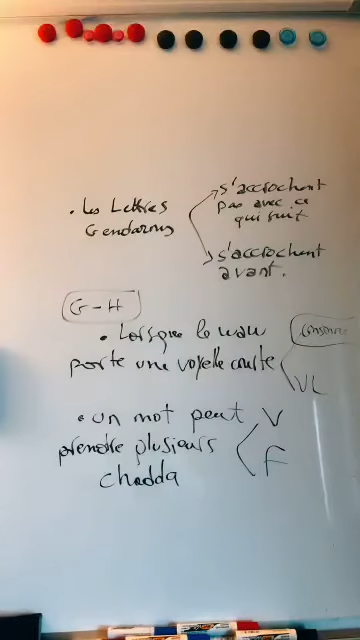 • Les Lettres
Gendarmes
s'accrochent
pas avec ce
qui suit
s'accrochent
avant.
G-H
• Lorsque le waw
porte une voyelle courte
consonne
VL
• un mot peut
prendre plusieurs
chadda
V
F